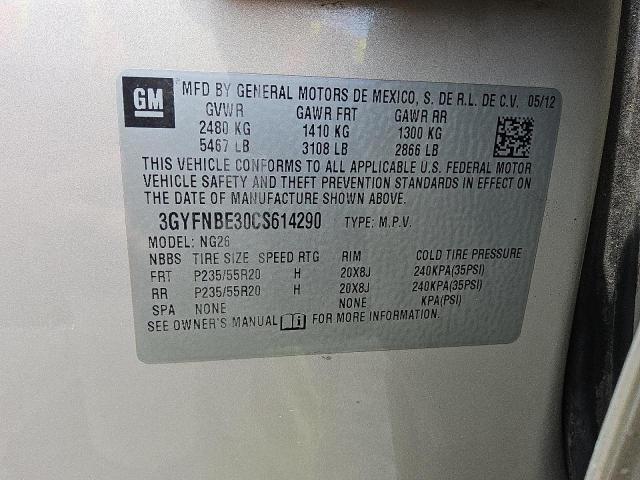 GM
MFD BY GENERAL MOTORS DE MEXICO, S. DE R.L. DE C.V. 05/12
GVWR GAWR FRT GAWR RR
2480 KG 1410 KG 1300 KG
5467 LB 3108 LB 2866 LB
THIS VEHICLE CONFORMS TO ALL APPLICABLE U.S. FEDERAL MOTOR
VEHICLE SAFETY AND THEFT PREVENTION STANDARDS IN EFFECT ON
THE DATE OF MANUFACTURE SHOWN ABOVE.
3GYFNBE30CS614290 TYPE: M.P.V.
MODEL: NG26
NBBS TIRE SIZE SPEED RTG RIM COLD TIRE PRESSURE
FRT P235/55R20 H 20X8J 240KPA(35PSI)
RR P235/55R20 H 20X8J 240KPA(35PSI)
SPA NONE NONE KPA(PSI)
SEE OWNER'S MANUAL i FOR MORE INFORMATION.